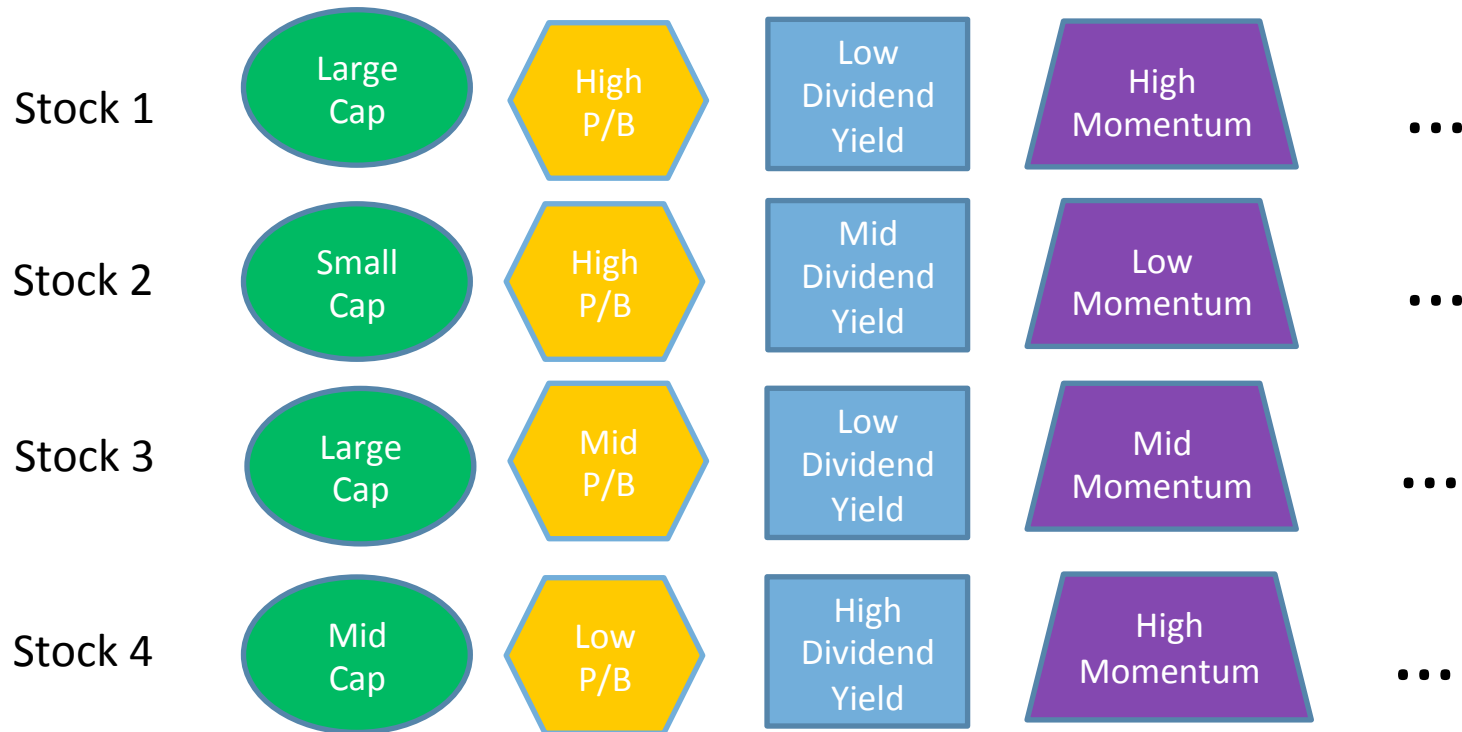 Stock 1
Large
Cap
High
P/B
Low
Dividend
Yield
High
Momentum
...
Stock 2
Small
Cap
High
P/B
Mid
Dividend
Yield
Low
Momentum
...
Stock 3
Large
Cap
Mid
P/B
Low
Dividend
Yield
Mid
Momentum
...
Stock 4
Mid
Cap
Low
P/B
High
Dividend
Yield
High
Momentum
...